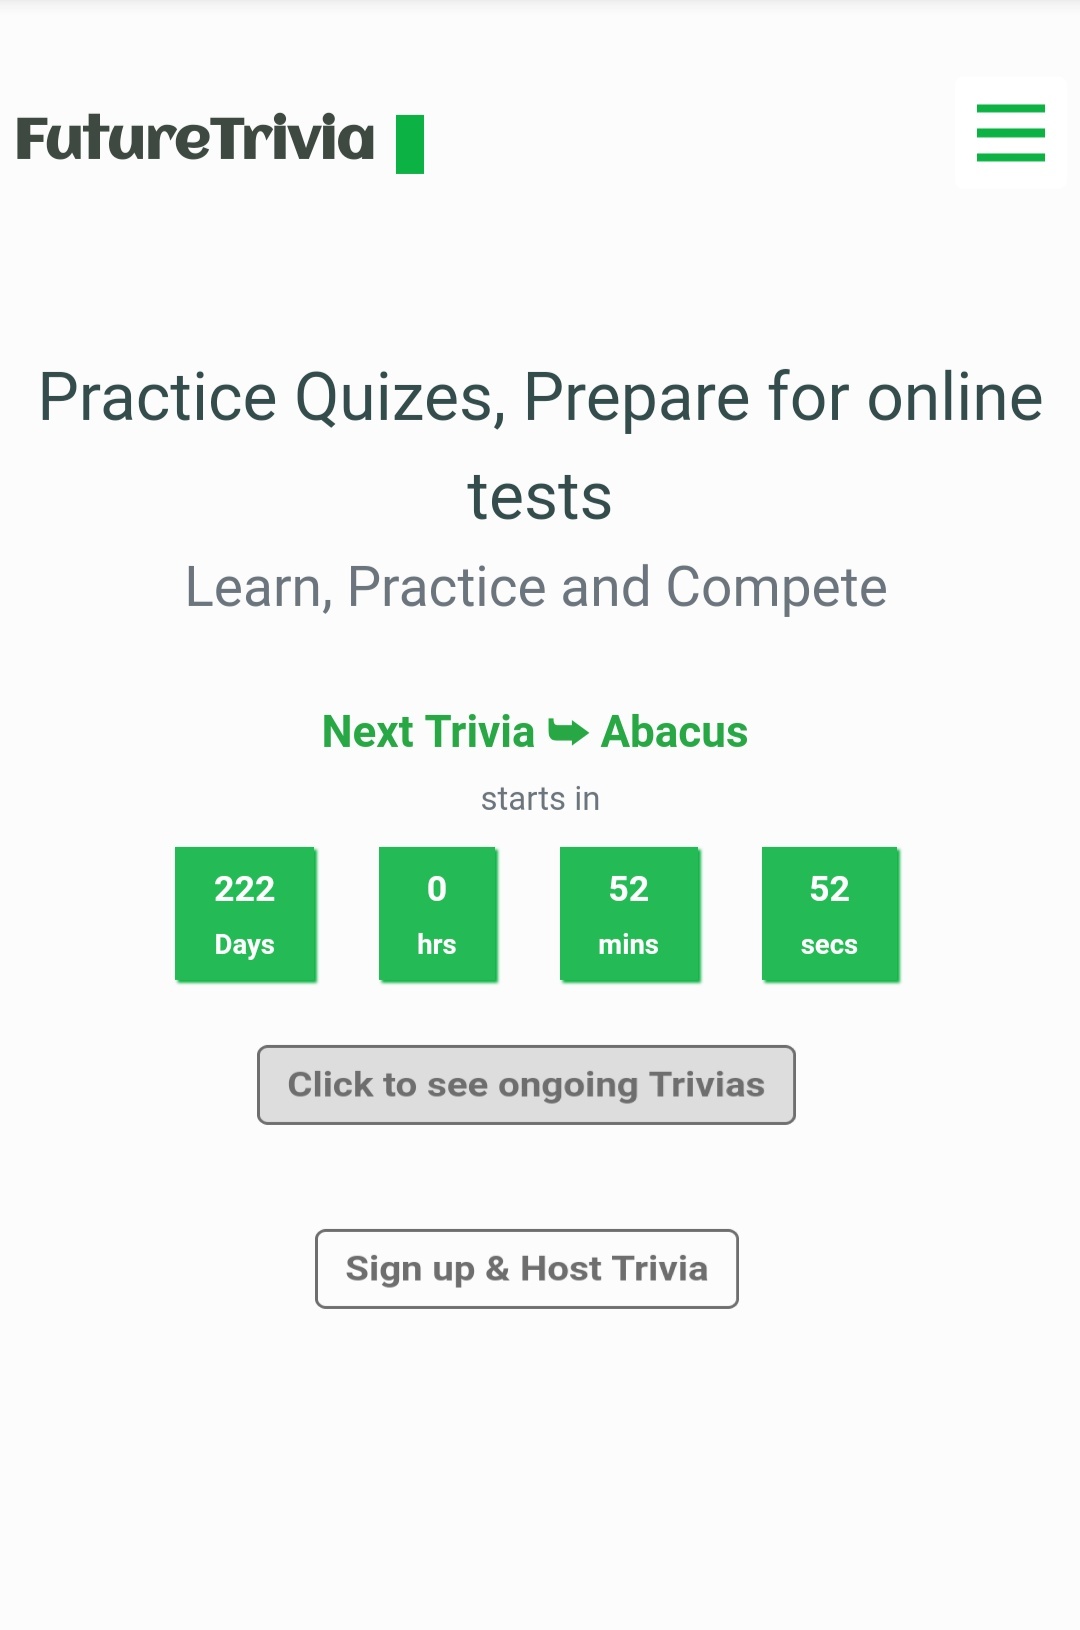 FutureTrivia
Practice Quizes, Prepare for online
tests
Learn, Practice and Compete
Next Trivia ⮩ Abacus
starts in
222 0 52 52
Days hrs mins secs
Click to see ongoing Trivias
Sign up & Host Trivia